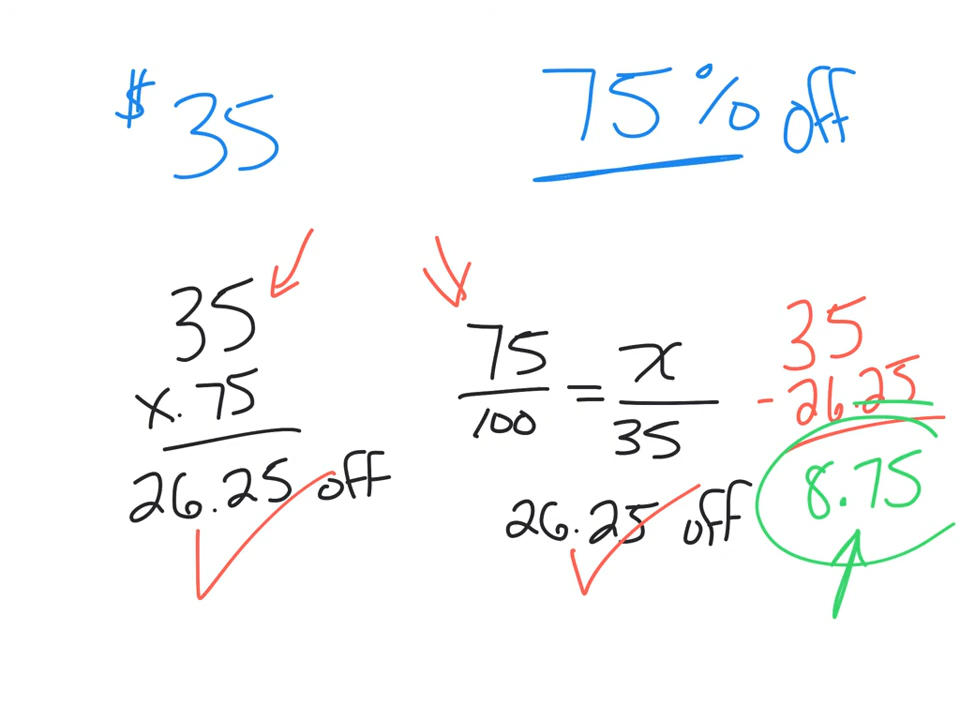 $35
75% off
35
x.75
26.25 off
75/100 = x/35
26.25 off
35
- 26.25
8.75